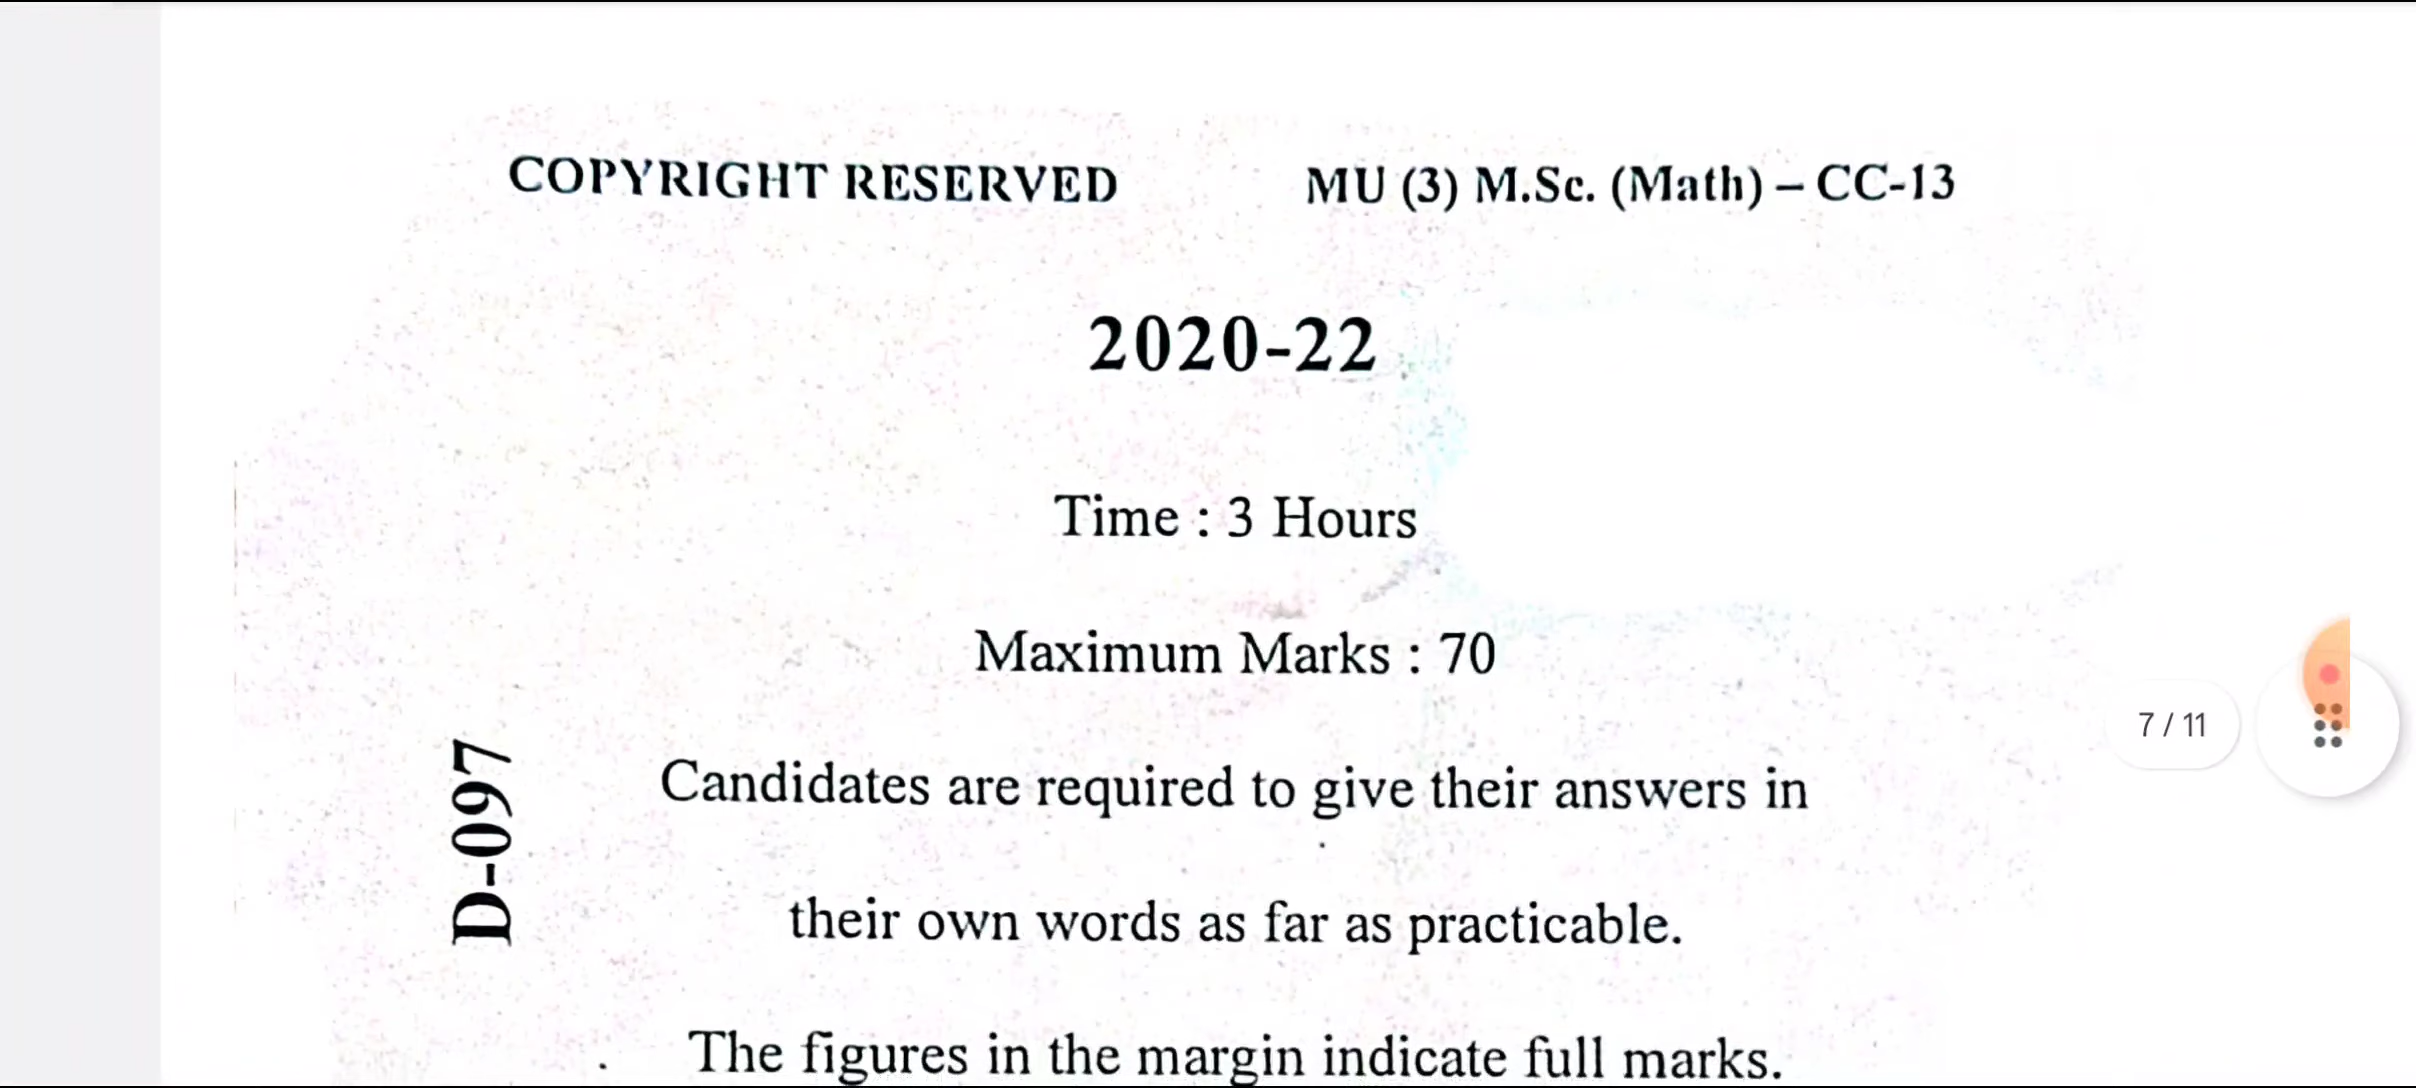 COPYRIGHT RESERVED MU (3) M.Sc. (Math) – CC-13
2020-22
Time : 3 Hours
Maximum Marks : 70
D-097
Candidates are required to give their answers in
their own words as far as practicable.
The figures in the margin indicate full marks.
7 / 11